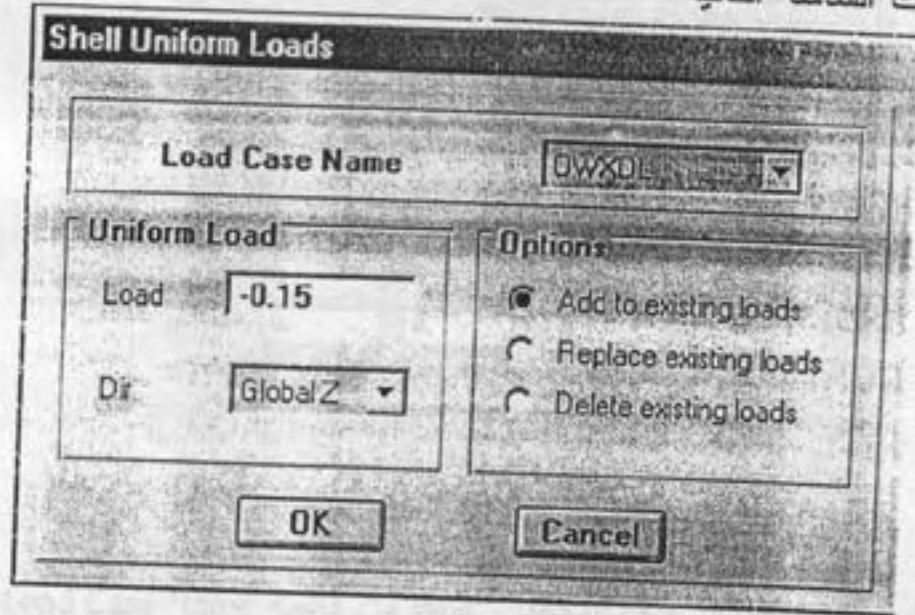 Shell Uniform Loads
Load Case Name
OWXDL
Uniform Load
Load -0.15
Dir. Global Z
Options
Add to existing loads
Replace existing loads
Delete existing loads
OK
Cancel